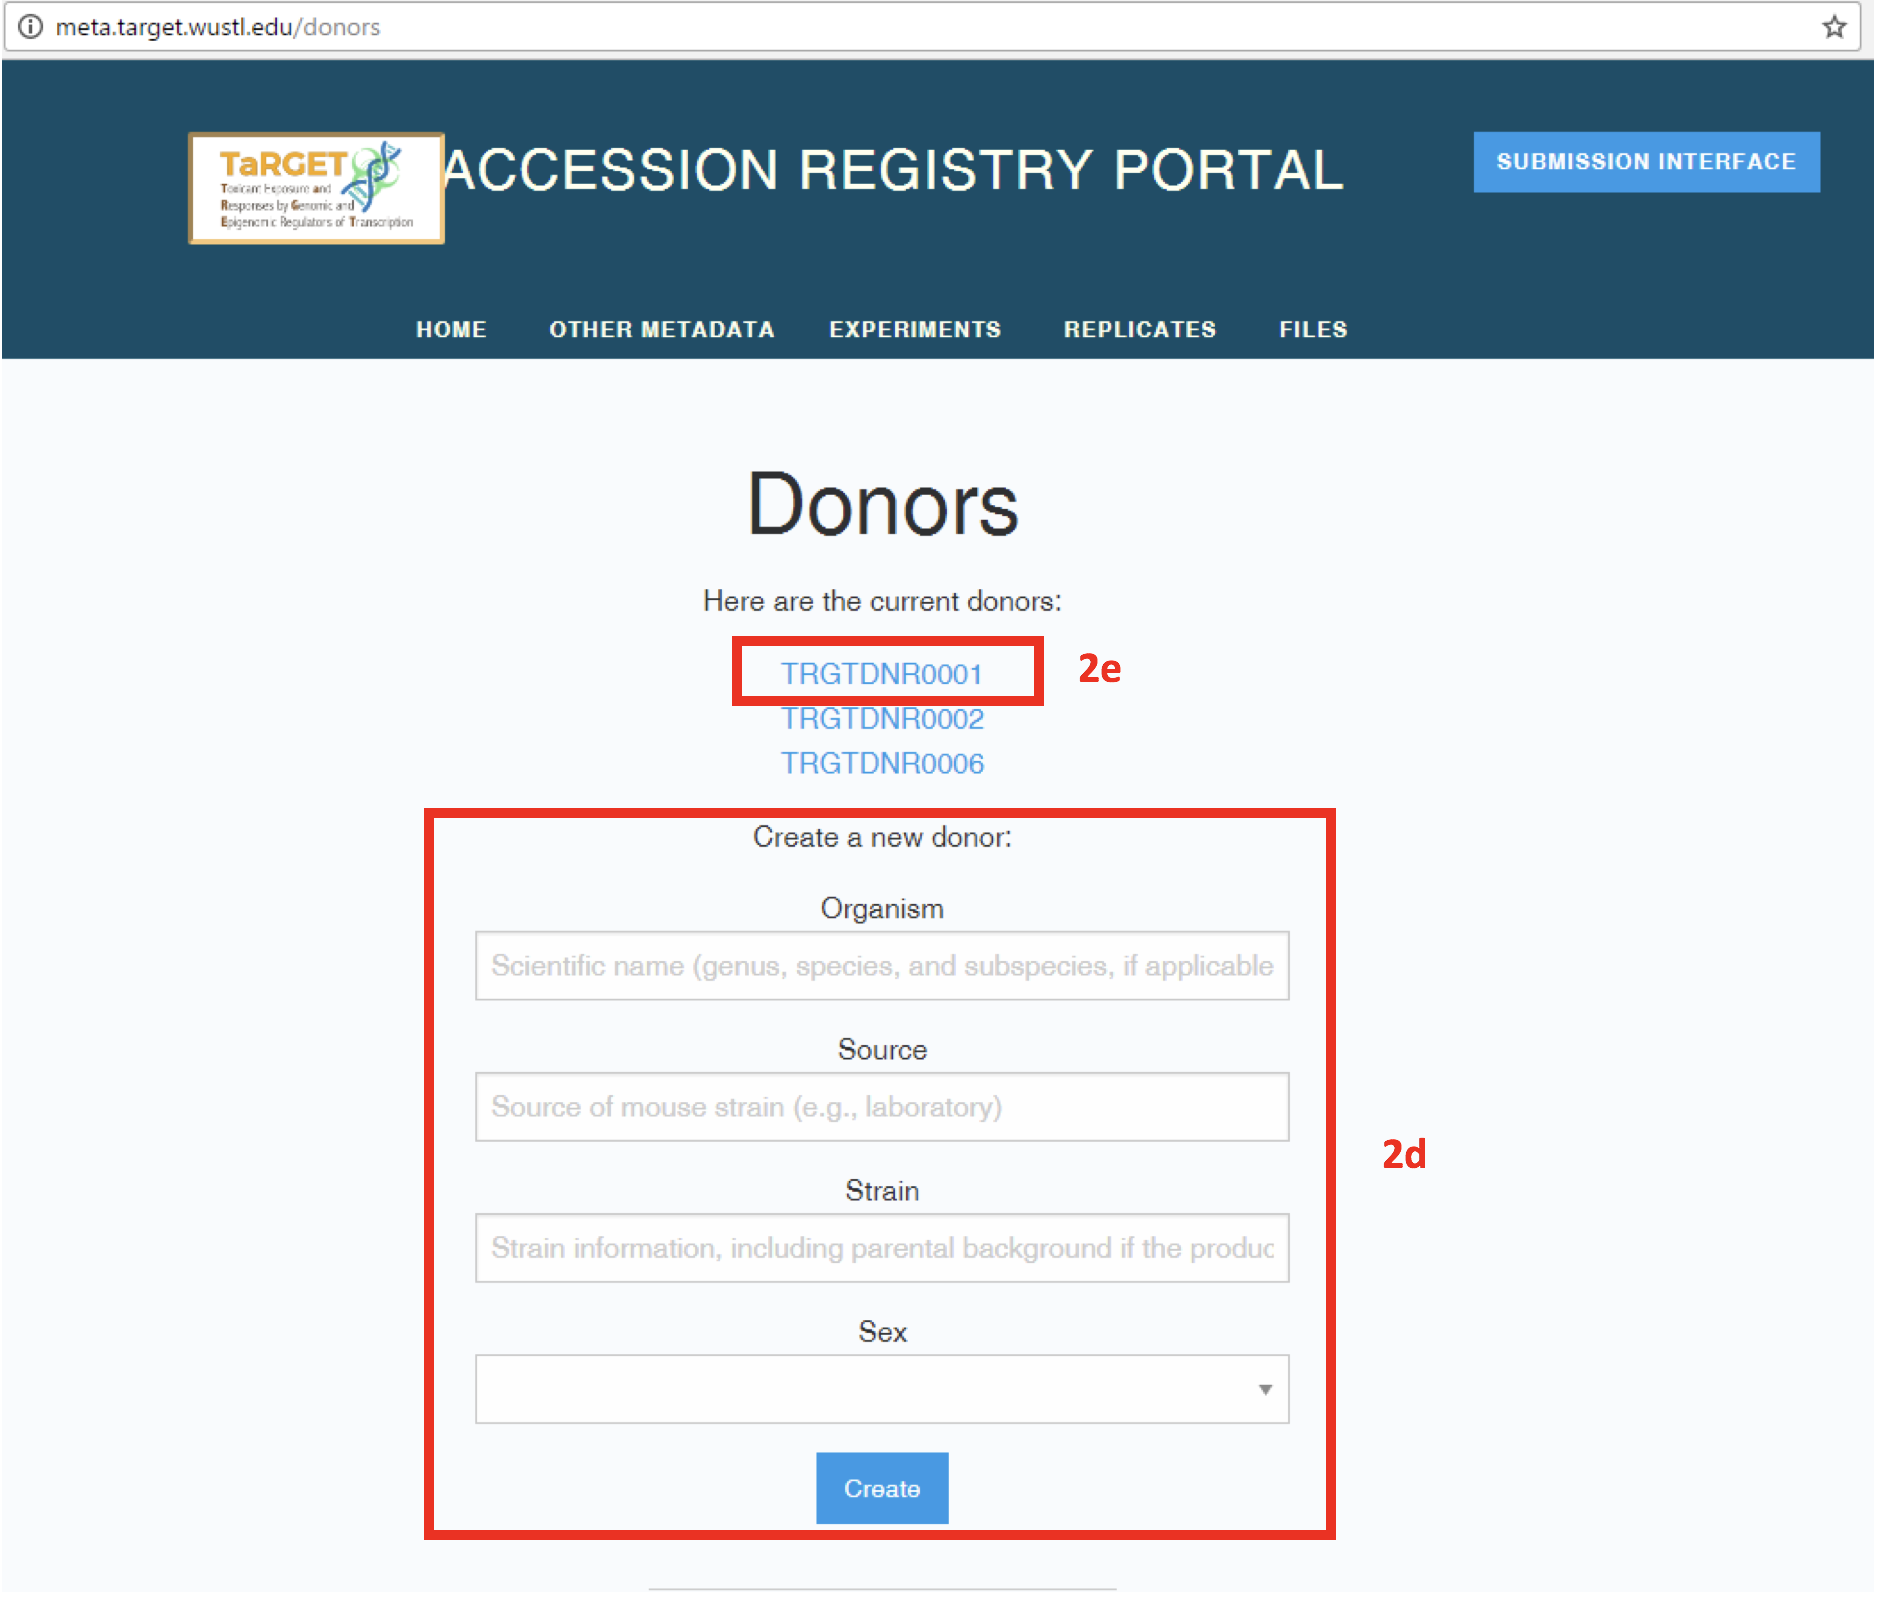 meta.target.wustl.edu/donors
TaRGET
Toxicant Exposure and
Responses by Genomic and
Epigenomic Regulators of Transcription
ACCESSION REGISTRY PORTAL
SUBMISSION INTERFACE
HOME OTHER METADATA EXPERIMENTS REPLICATES FILES
Donors
Here are the current donors:
TRGTDNR0001 2e
TRGTDNR0002
TRGTDNR0006
Create a new donor:
Organism
Scientific name (genus, species, and subspecies, if applicable
Source
Source of mouse strain (e.g., laboratory)
2d
Strain
Strain information, including parental background if the produc
Sex
Create